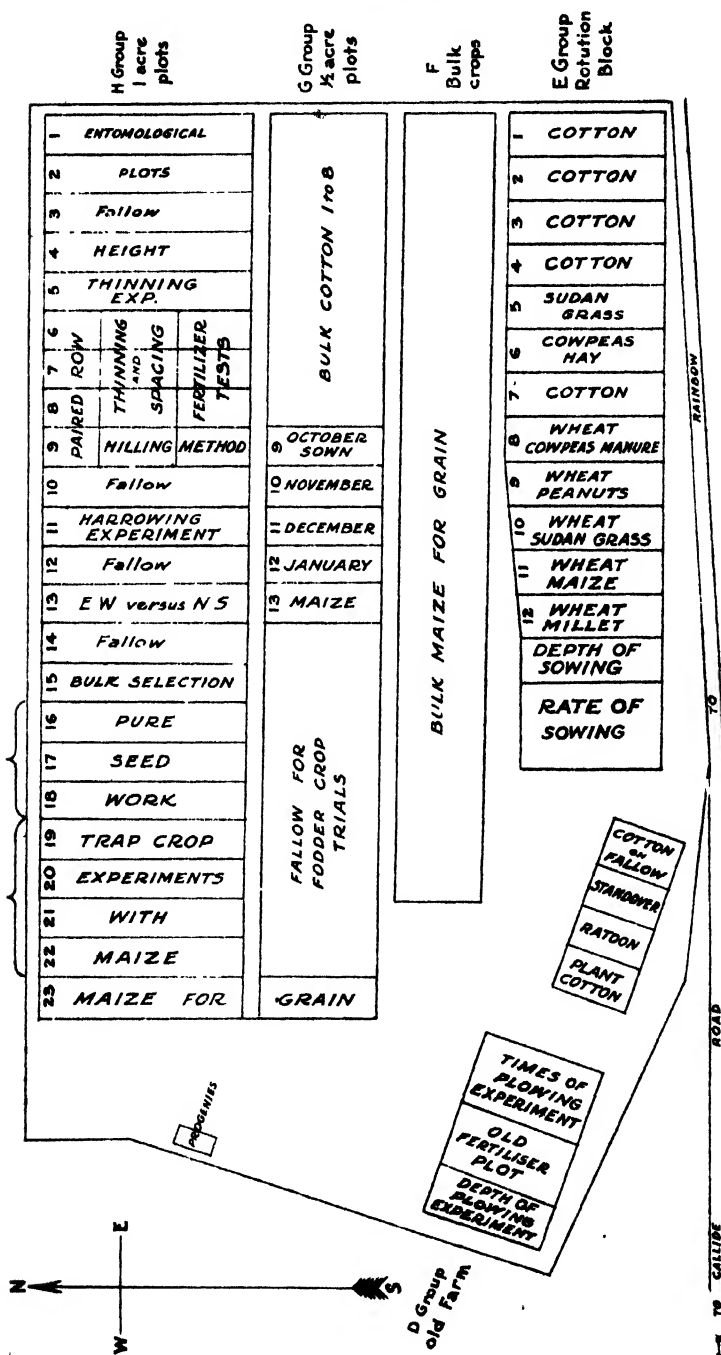 H Group
1 acre
plots
1 ENTOMOLOGICAL
2 PLOTS
3 Fallow
4 HEIGHT
5 THINNING
EXP.
6
7
8
PAIRED ROW
THINNING
AND
SPACING
FERTILIZER
TESTS
9 HILLING METHOD
10 Fallow
11 HARROWING
EXPERIMENT
12 Fallow
13 E W versus N S
14 Fallow
15 BULK SELECTION
16 PURE
17 SEED
18 WORK
19 TRAP CROP
20 EXPERIMENTS
21 WITH
22 MAIZE
23 MAIZE FOR GRAIN
G Group
½ acre
plots
BULK COTTON 1 to 8
9 OCTOBER
SOWN
10 NOVEMBER
11 DECEMBER
12 JANUARY
13 MAIZE
FALLOW FOR
FODDER CROP
TRIALS
F
Bulk
crops
BULK MAIZE FOR GRAIN
E Group
Rotution
Block
1 COTTON
2 COTTON
3 COTTON
4 COTTON
5 SUDAN
GRASS
6 COWPEAS
HAY
7 COTTON
8 WHEAT
COWPEAS MANURE
9 WHEAT
PEANUTS
10 WHEAT
SUDAN GRASS
11 WHEAT
MAIZE
12 WHEAT
MILLET
DEPTH OF
SOWING
RATE OF
SOWING
COTTON
on
FALLOW
STANDOVER
RATOON
PLANT
COTTON
TIMES OF
PLOWING
EXPERIMENT
OLD
FERTILISER
PLOT
DEPTH OF
PLOWING
EXPERIMENT
D Group
old Farm
PROGENIES
N
W
E
S
TO CALLIDE ROAD TO RAINBOW